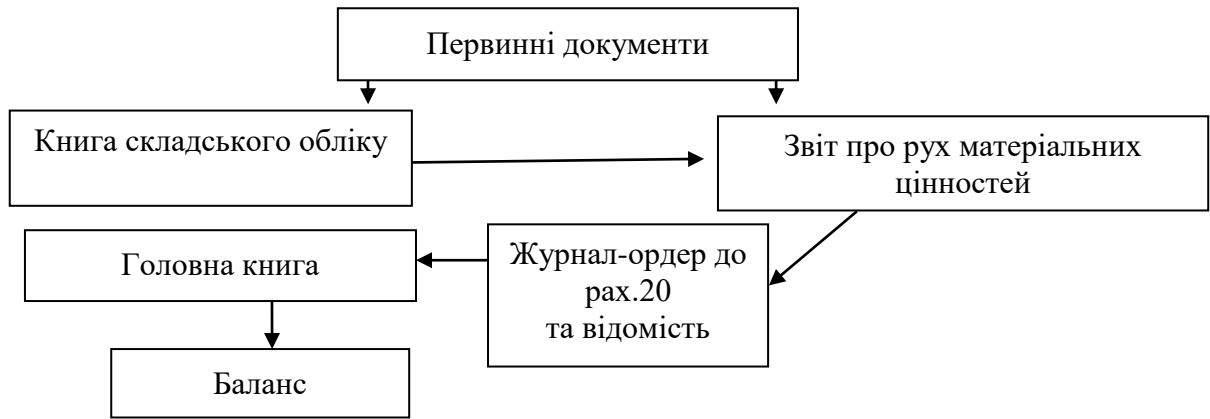 Первинні документи
Книга складського обліку
Звіт про рух матеріальних
цінностей
Головна книга
Журнал-ордер до
рах.20
та відомість
Баланс